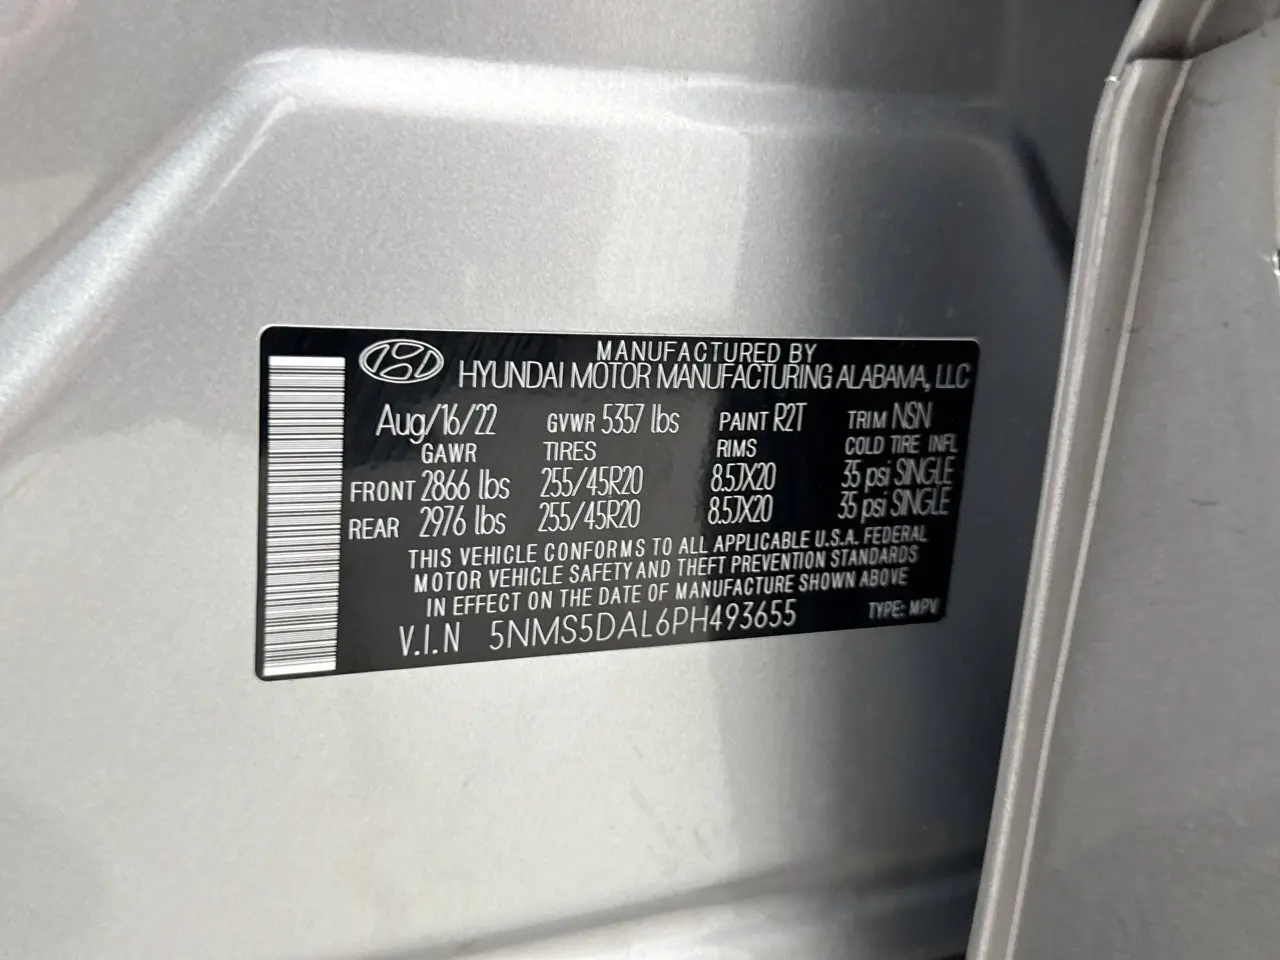 MANUFACTURED BY
HYUNDAI MOTOR MANUFACTURING ALABAMA, LLC
Aug/16/22 GVWR 5357 lbs PAINT R2T TRIM NSN
GAWR TIRES RIMS COLD TIRE INFL
FRONT 2866 lbs 255/45R20 8.5JX20 35 psi SINGLE
REAR 2976 lbs 255/45R20 8.5JX20 35 psi SINGLE
THIS VEHICLE CONFORMS TO ALL APPLICABLE U.S.A. FEDERAL
MOTOR VEHICLE SAFETY AND THEFT PREVENTION STANDARDS
IN EFFECT ON THE DATE OF MANUFACTURE SHOWN ABOVE
V.I.N 5NMS5DAL6PH493655 TYPE: MPV